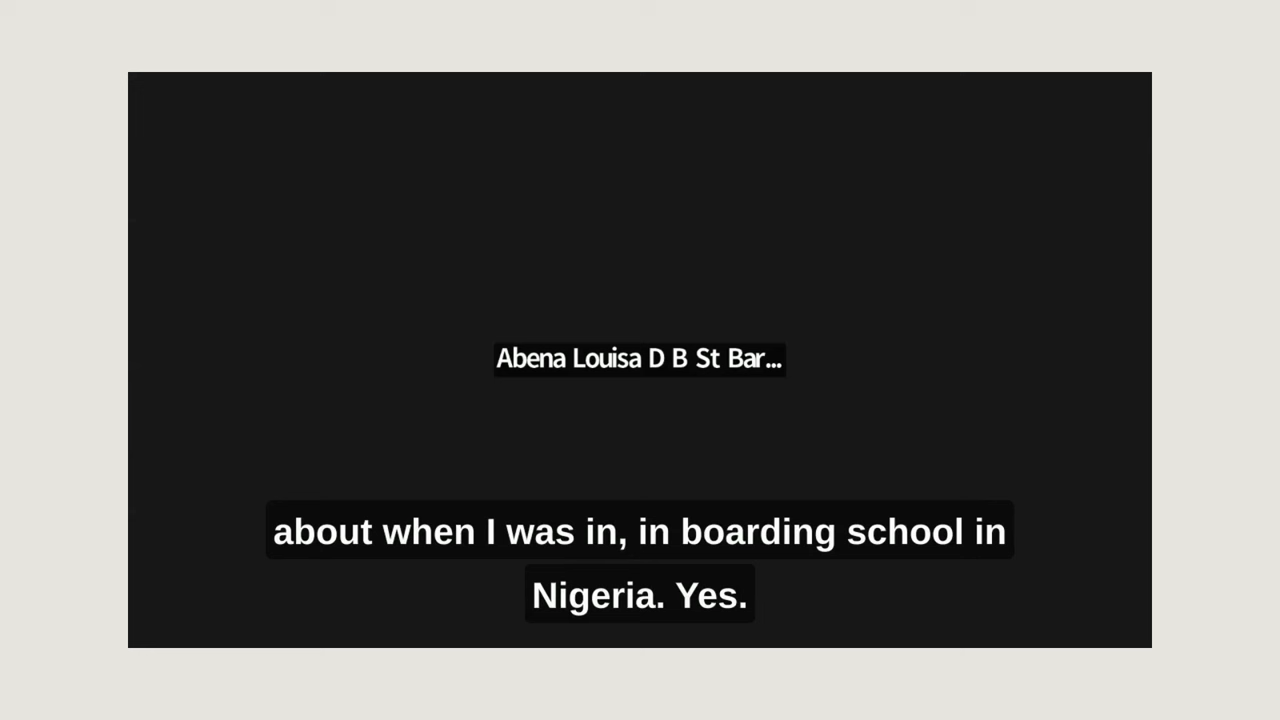 Abena Louisa D B St Bar...
about when I was in, in boarding school in
Nigeria. Yes.